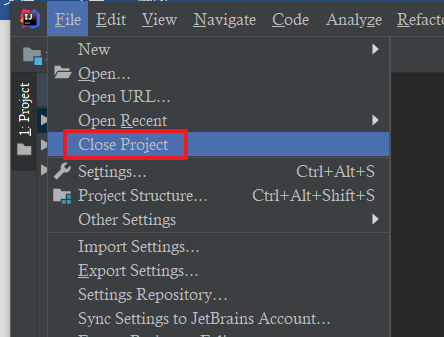 IJ File Edit View Navigate Code Analyze Refacto
New
Open...
Open URL...
Open Recent
Close Project
Settings... Ctrl+Alt+S
Project Structure... Ctrl+Alt+Shift+S
Other Settings
Import Settings...
Export Settings...
Settings Repository...
Sync Settings to JetBrains Account...
1: Project